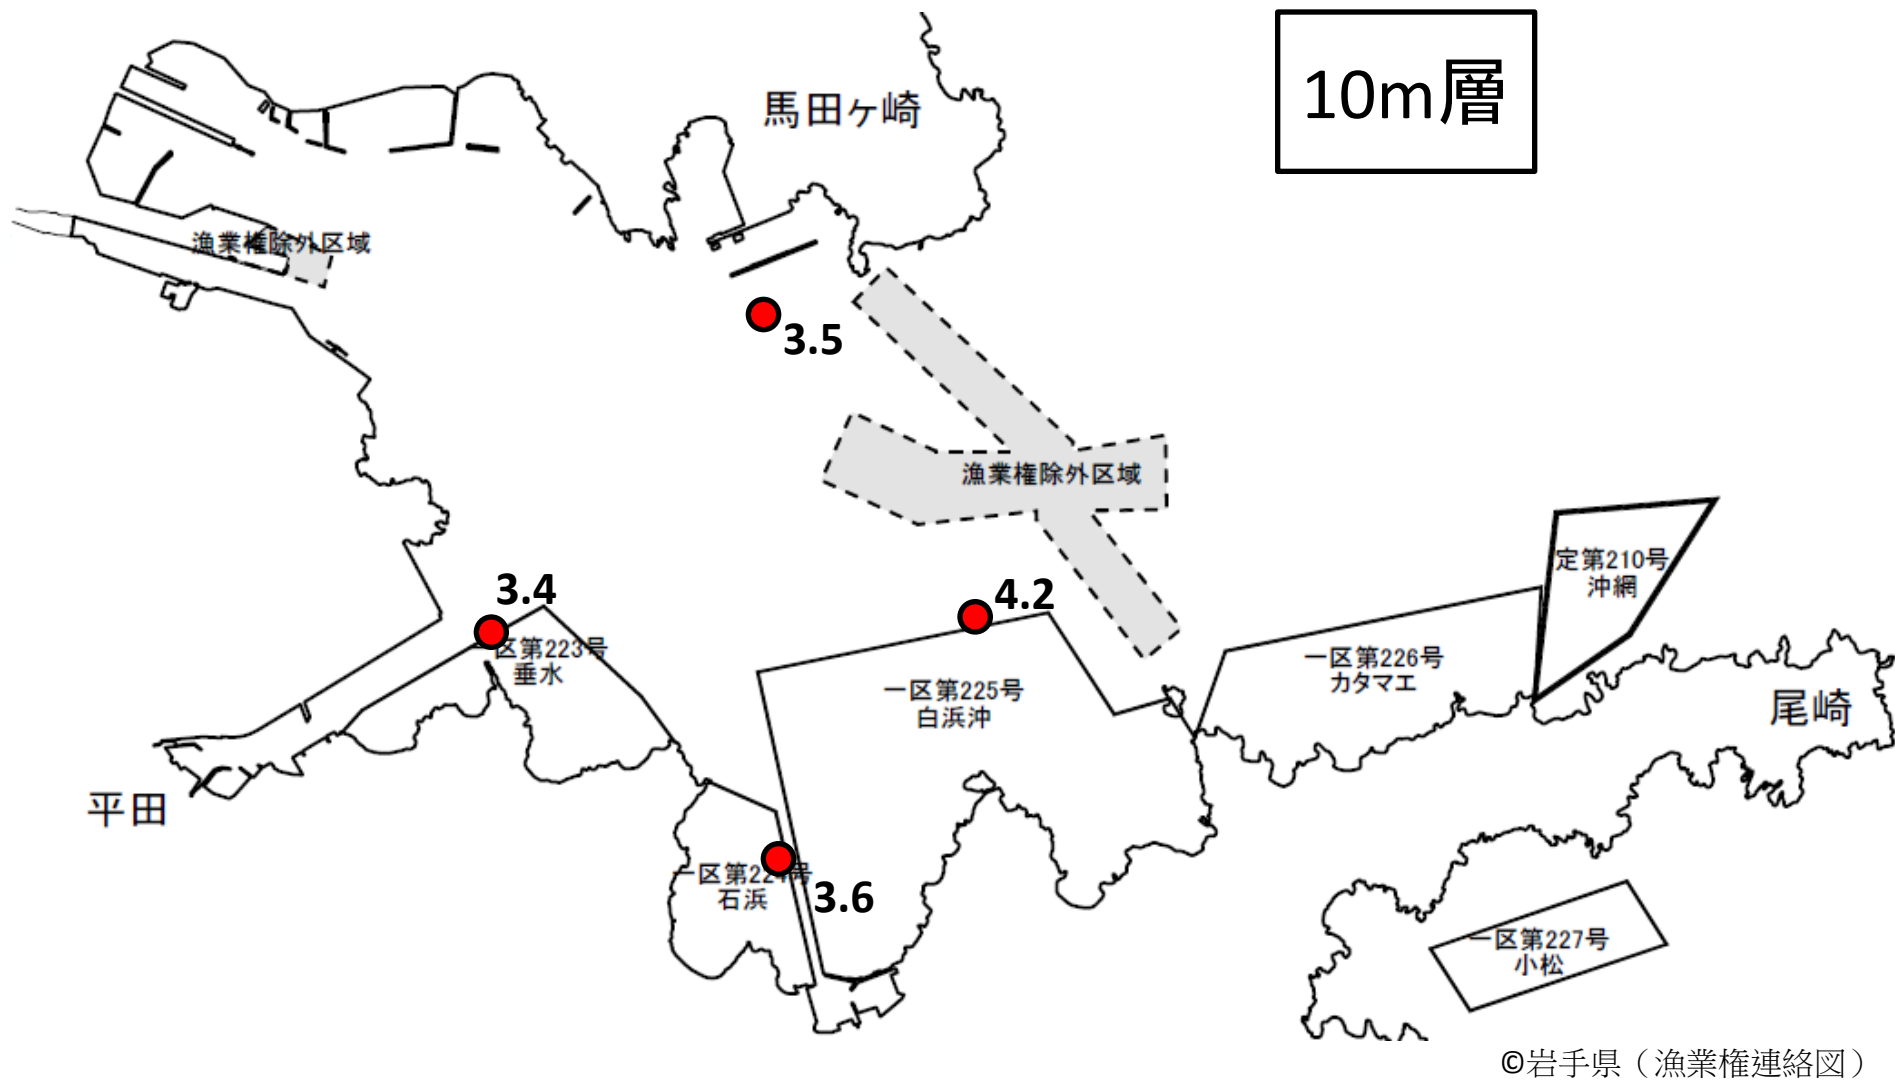 10m層
馬田ヶ崎
漁業権除外区域
3.5
漁業権除外区域
定第210号
沖網
3.4
4.2
一区第223号
垂水
一区第226号
カタマエ
一区第225号
白浜沖
尾崎
平田
一区第224号
石浜
3.6
一区第227号
小松
©岩手県（漁業権連絡図）